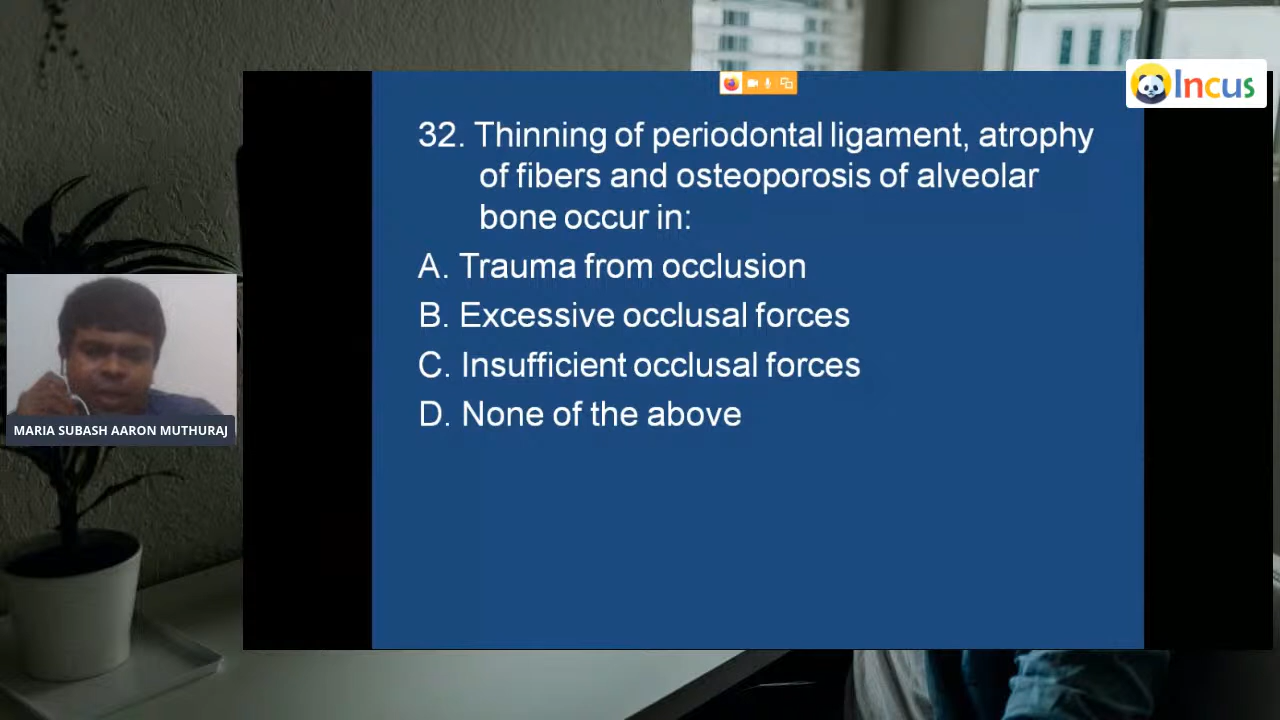 Incus
32. Thinning of periodontal ligament, atrophy
of fibers and osteoporosis of alveolar
bone occur in:
A. Trauma from occlusion
B. Excessive occlusal forces
C. Insufficient occlusal forces
D. None of the above
MARIA SUBASH AARON MUTHURAJ